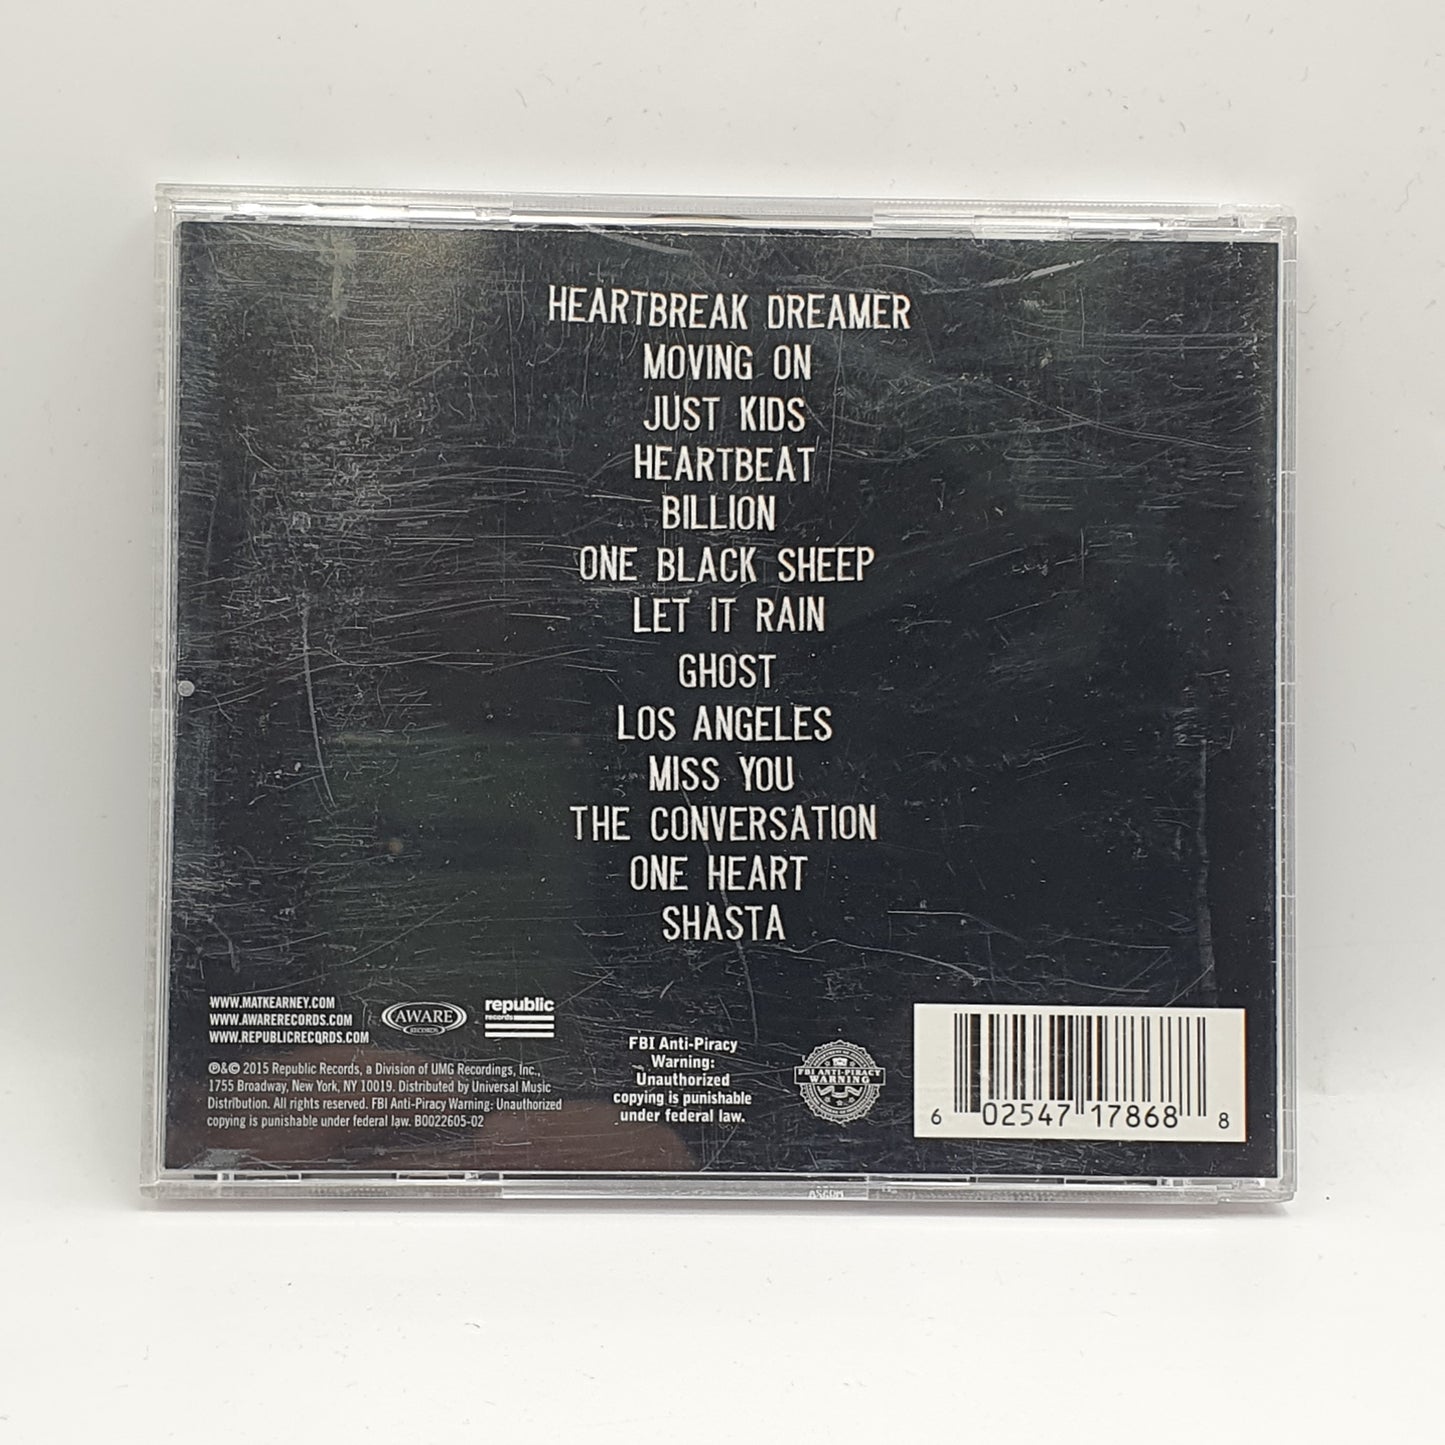 HEARTBREAK DREAMER
MOVING ON
JUST KIDS
HEARTBEAT
BILLION
ONE BLACK SHEEP
LET IT RAIN
GHOST
LOS ANGELES
MISS YOU
THE CONVERSATION
ONE HEART
SHASTA
WWW.MATKEARNEY.COM
WWW.AWARERECORDS.COM
WWW.REPUBLICRECORDS.COM
AWARE
RECORDS
republic
records
℗&© 2015 Republic Records, a Division of UMG Recordings, Inc.,
1755 Broadway, New York, NY 10019. Distributed by Universal Music
Distribution. All rights reserved. FBI Anti-Piracy Warning: Unauthorized
copying is punishable under federal law. B0022605-02
FBI Anti-Piracy
Warning:
Unauthorized
copying is punishable
under federal law.
FBI ANTI-PIRACY
WARNING
6 02547 17868 8